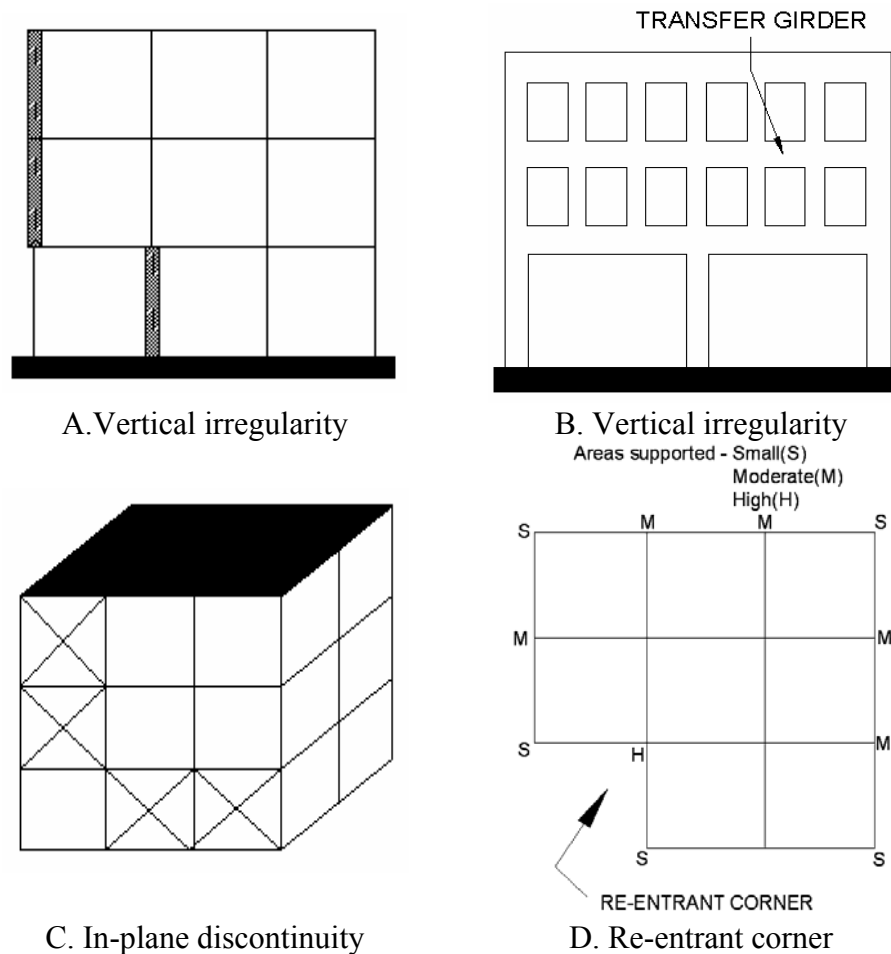 TRANSFER GIRDER
A.Vertical irregularity
B. Vertical irregularity
Areas supported - Small(S)
Moderate(M)
High(H)
S
M
M
S
M
M
S
H
M
S
S
RE-ENTRANT CORNER
C. In-plane discontinuity
D. Re-entrant corner